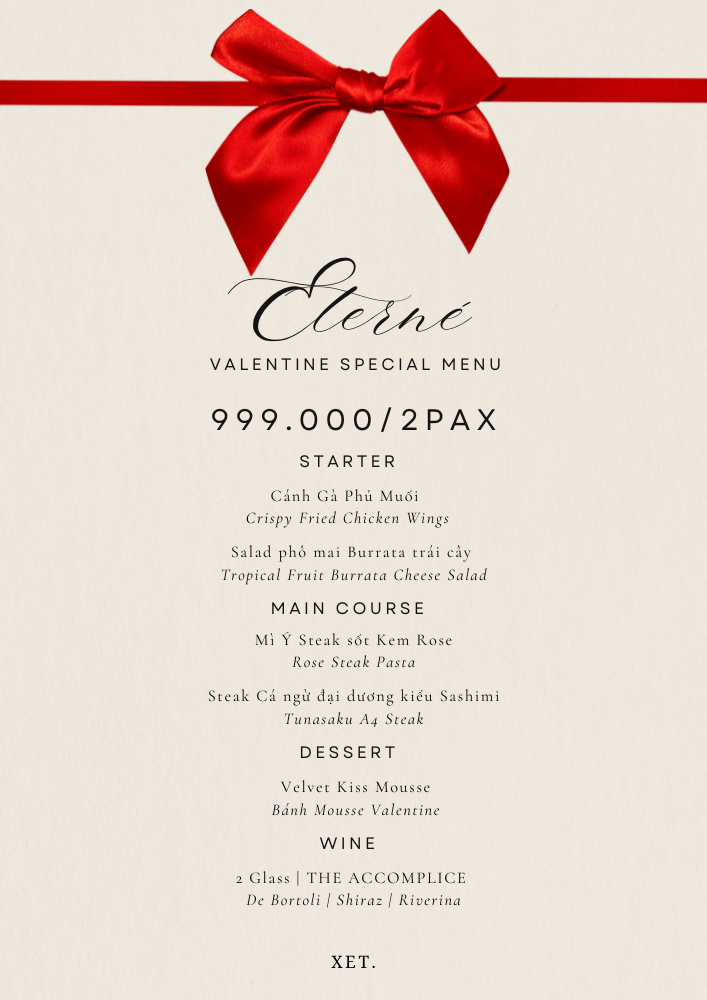 Eterné
VALENTINE SPECIAL MENU
999.000/2PAX
STARTER
Cánh Gà Phủ Muối
Crispy Fried Chicken Wings
Salad phô mai Burrata trái cây
Tropical Fruit Burrata Cheese Salad
MAIN COURSE
Mì Ý Steak sốt Kem Rose
Rose Steak Pasta
Steak Cá ngừ đại dương kiểu Sashimi
Tunasaku A4 Steak
DESSERT
Velvet Kiss Mousse
Bánh Mousse Valentine
WINE
2 Glass | THE ACCOMPLICE
De Bortoli | Shiraz | Riverina
XET.